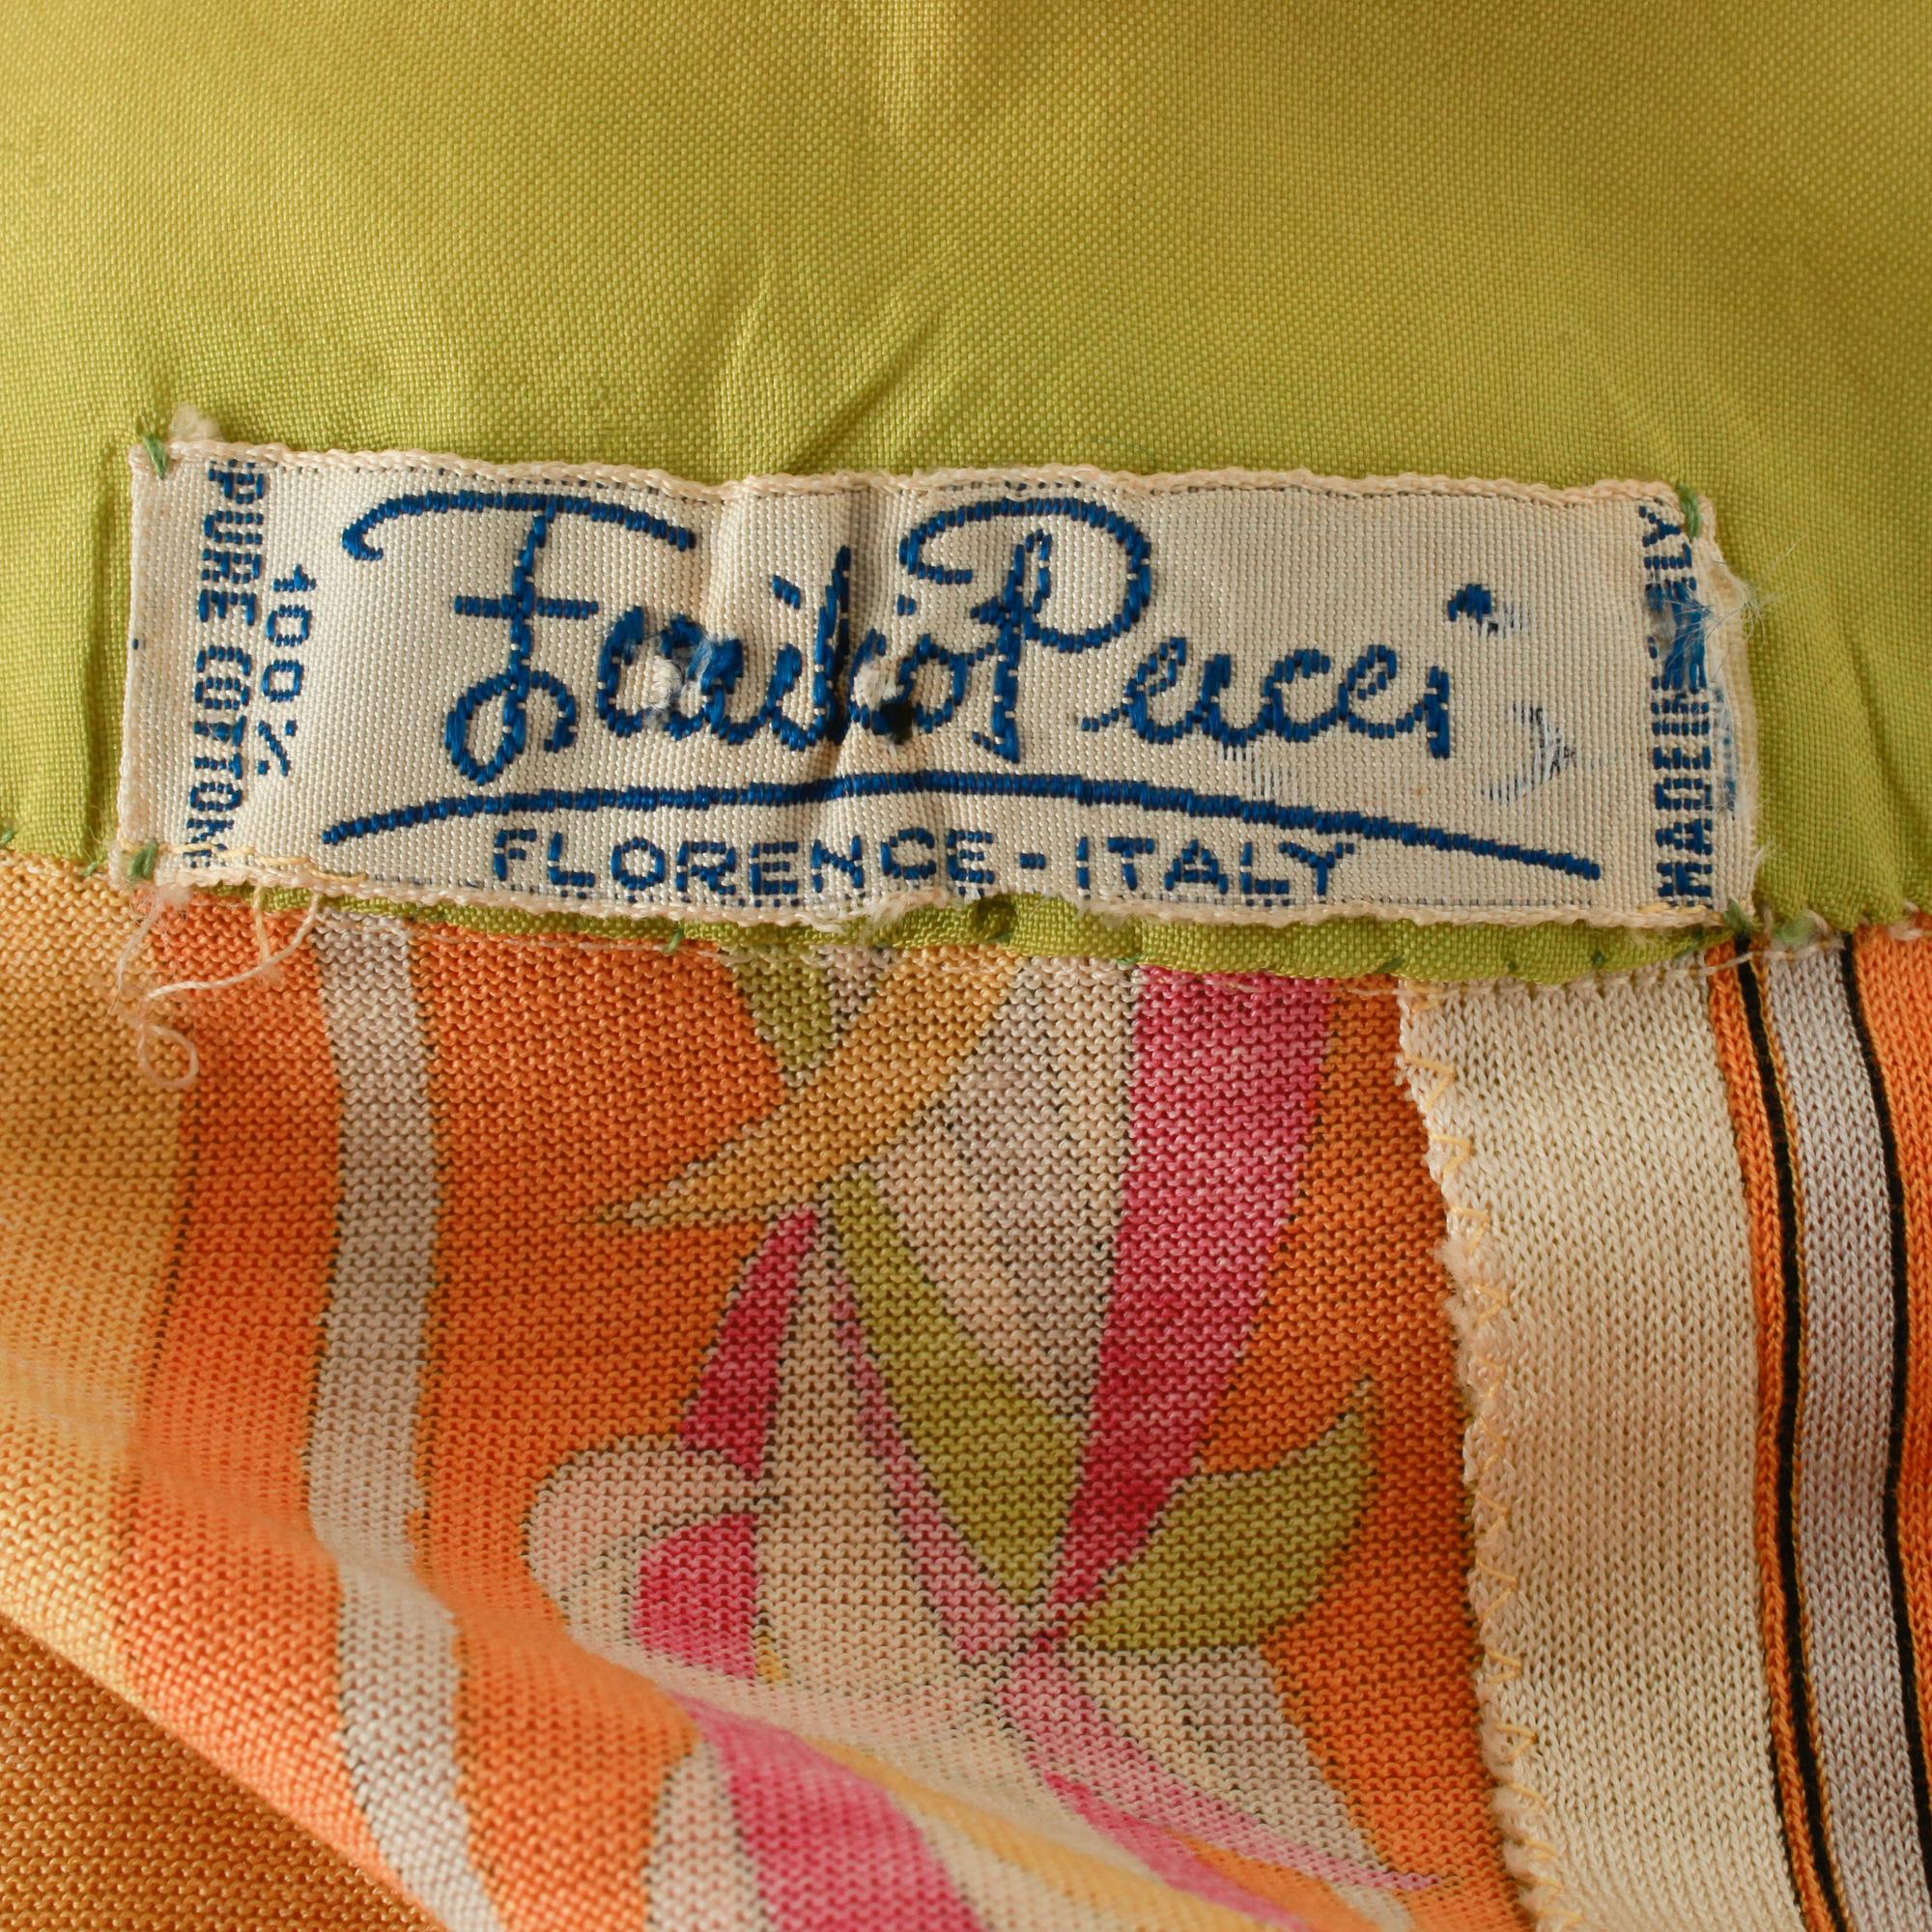 100%
PURE COTTON
Emilio Pucci
FLORENCE-ITALY
MADE IN ITALY